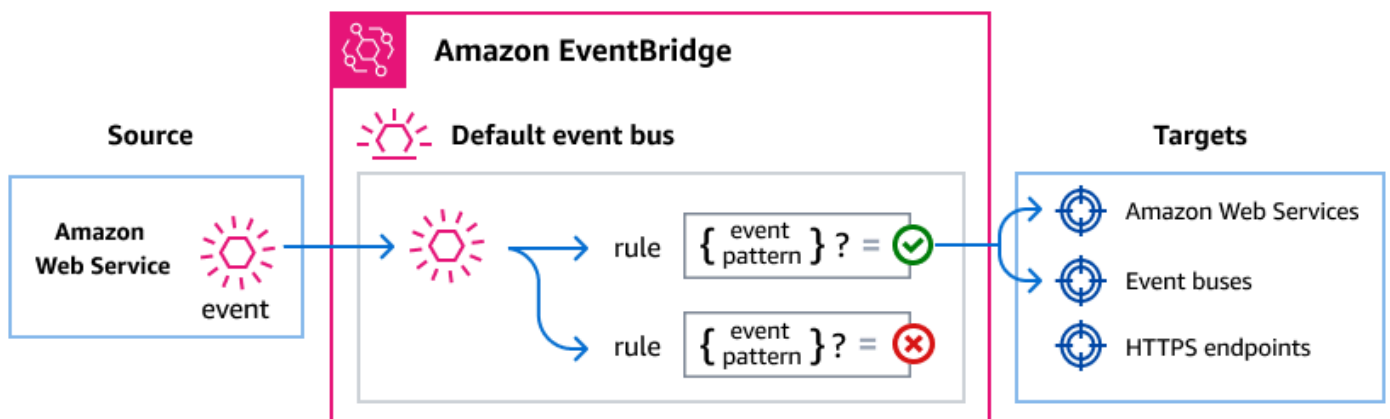 Amazon EventBridge
Source
Default event bus
Targets
Amazon
Web Service
event
rule { event pattern } ? =
rule { event pattern } ? =
Amazon Web Services
Event buses
HTTPS endpoints